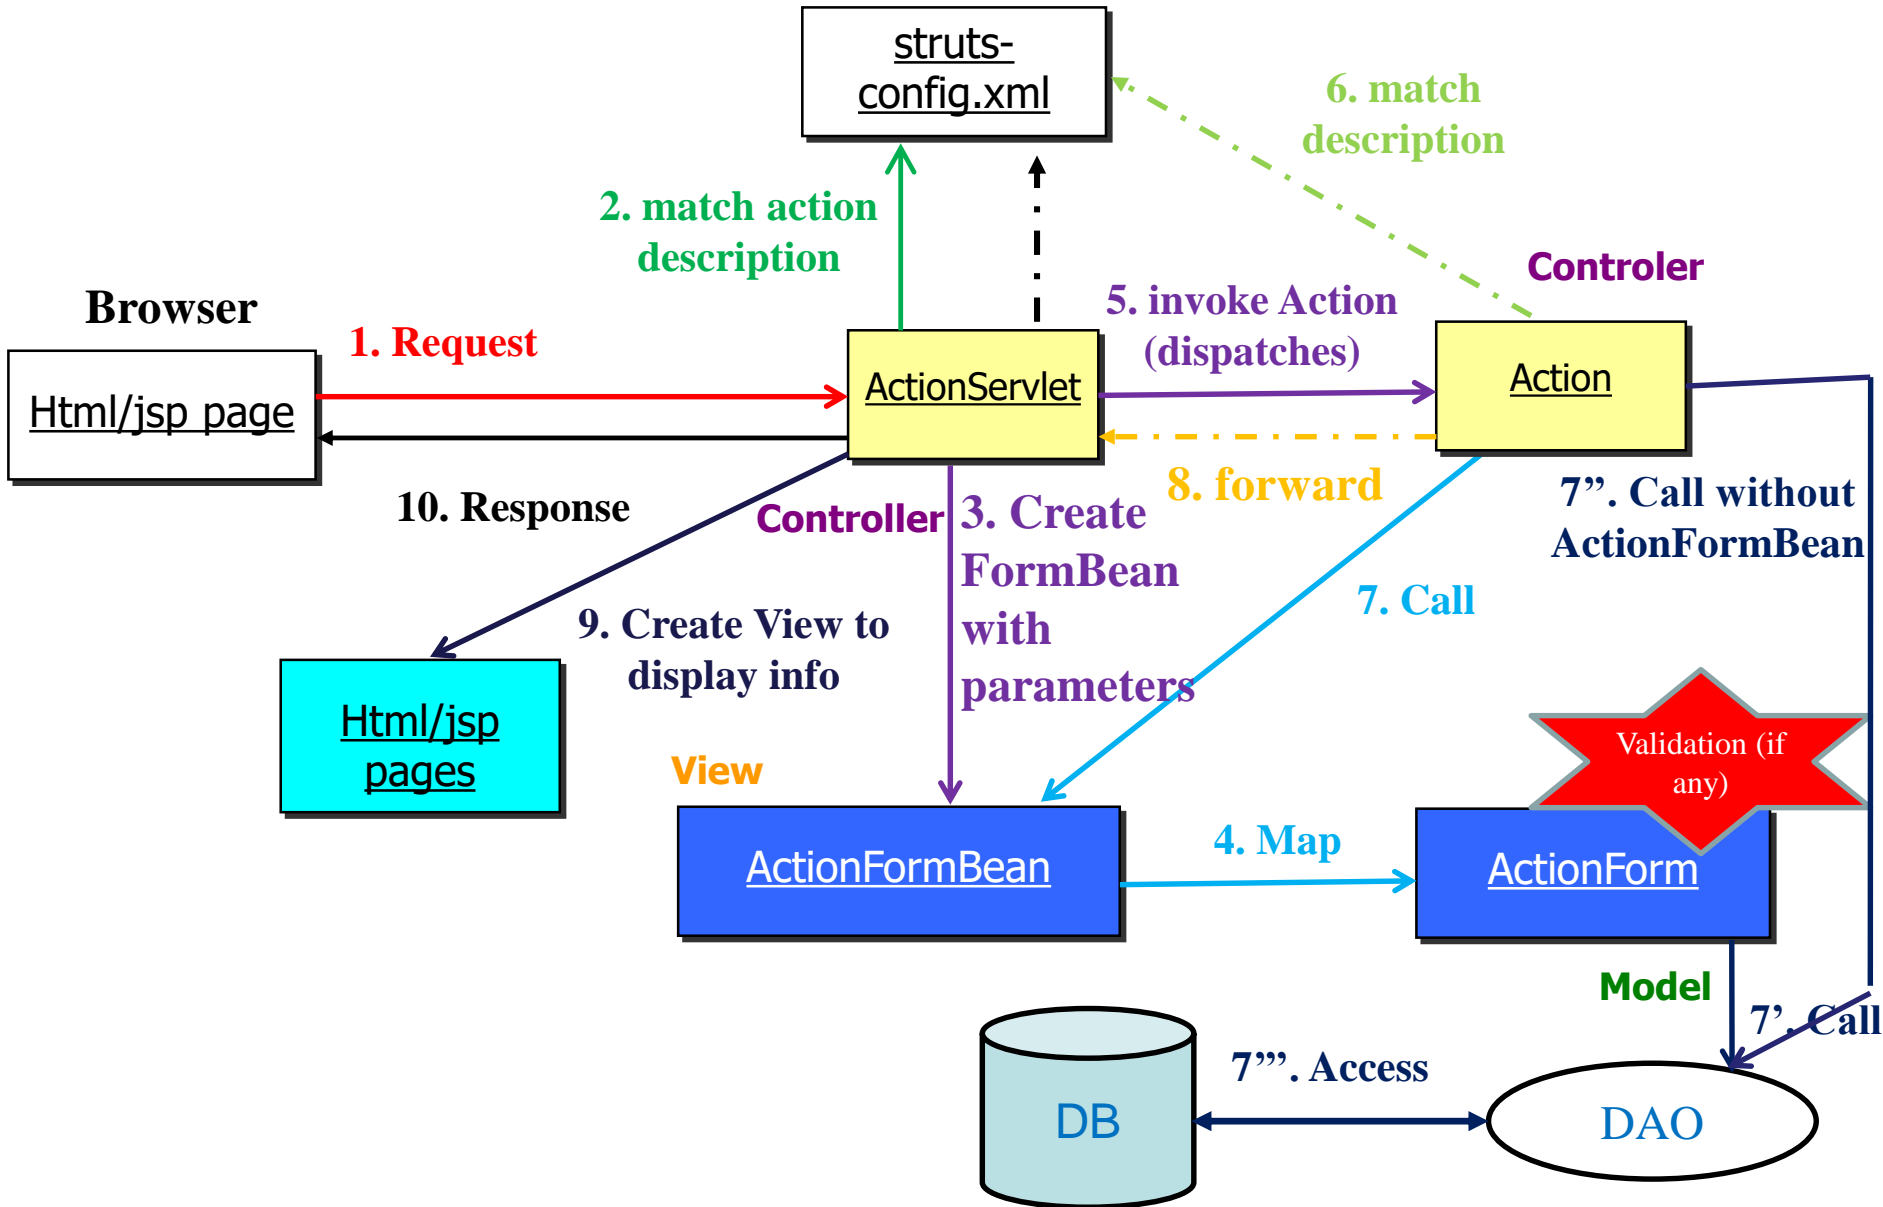 struts-
config.xml
6. match
description
2. match action
description
Controler
Browser
5. invoke Action
(dispatches)
1. Request
Html/jsp page
ActionServlet
Action
8. forward
10. Response
Controller
7”. Call without
ActionFormBean
3. Create
FormBean
with
parameters
7. Call
9. Create View to
display info
Html/jsp
pages
View
Validation (if
any)
ActionFormBean
4. Map
ActionForm
Model
7’. Call
7”’. Access
DB
DAO